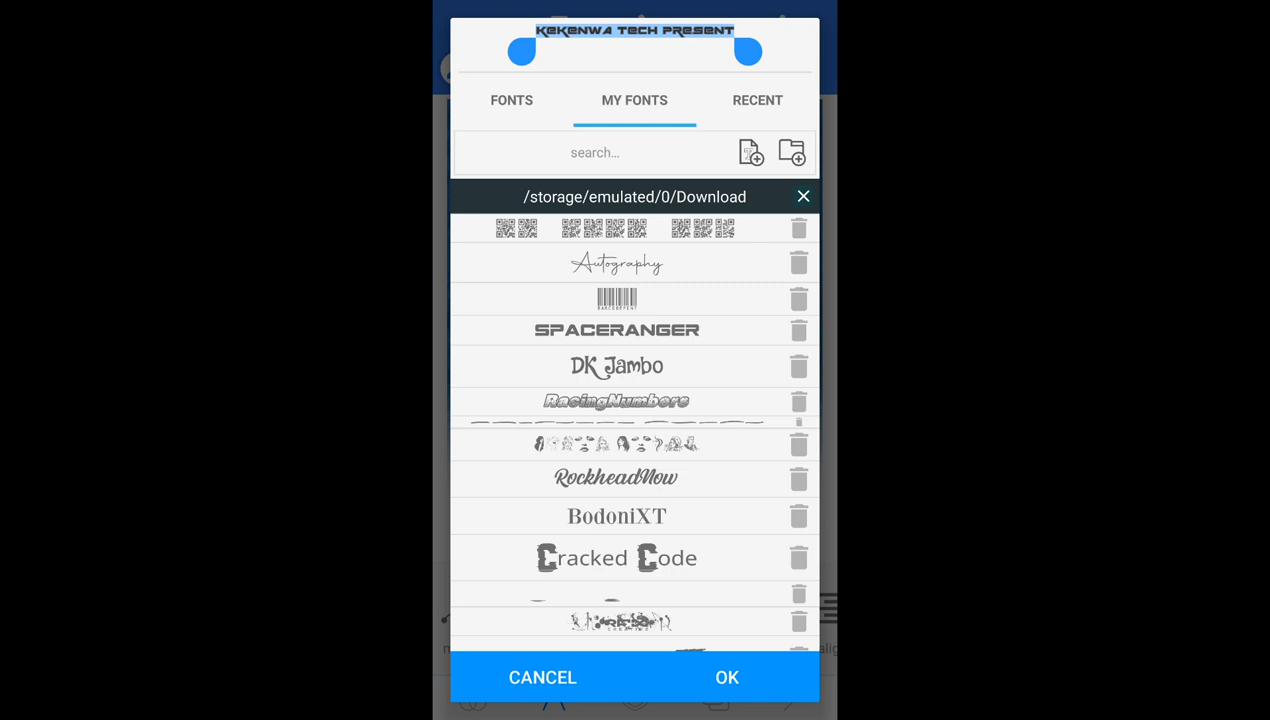 KEKENWA TECH PRESENT
FONTS MY FONTS RECENT
search...
/storage/emulated/0/Download
Autography
BARCODEFONT
SPACERANGER
DK Jambo
RacingNumbers
RockheadNow
BodoniXT
Cracked Code
CANCEL OK